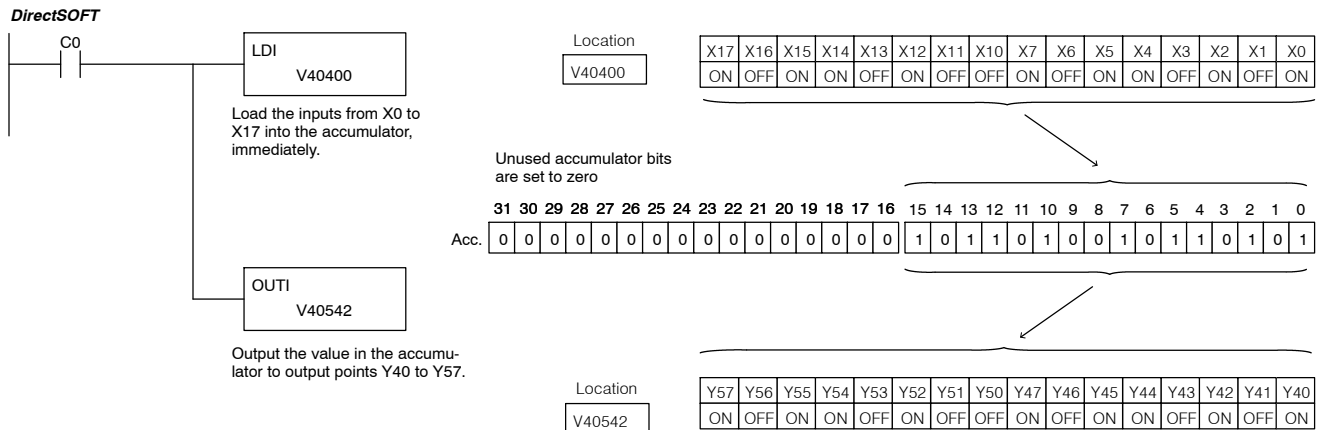 DirectSOFT
C0
LDI
V40400
Load the inputs from X0 to
X17 into the accumulator,
immediately.
Location
V40400
X17 X16 X15 X14 X13 X12 X11 X10 X7 X6 X5 X4 X3 X2 X1 X0
ON OFF ON ON OFF ON OFF OFF ON OFF ON ON OFF ON OFF ON
Unused accumulator bits
are set to zero
31 30 29 28 27 26 25 24 23 22 21 20 19 18 17 16 15 14 13 12 11 10 9 8 7 6 5 4 3 2 1 0
Acc. 0 0 0 0 0 0 0 0 0 0 0 0 0 0 0 0 1 0 1 1 0 1 0 0 1 0 1 1 0 1 0 1
OUTI
V40542
Output the value in the accumu-
lator to output points Y40 to Y57.
Location
V40542
Y57 Y56 Y55 Y54 Y53 Y52 Y51 Y50 Y47 Y46 Y45 Y44 Y43 Y42 Y41 Y40
ON OFF ON ON OFF ON OFF OFF ON OFF ON ON OFF ON OFF ON